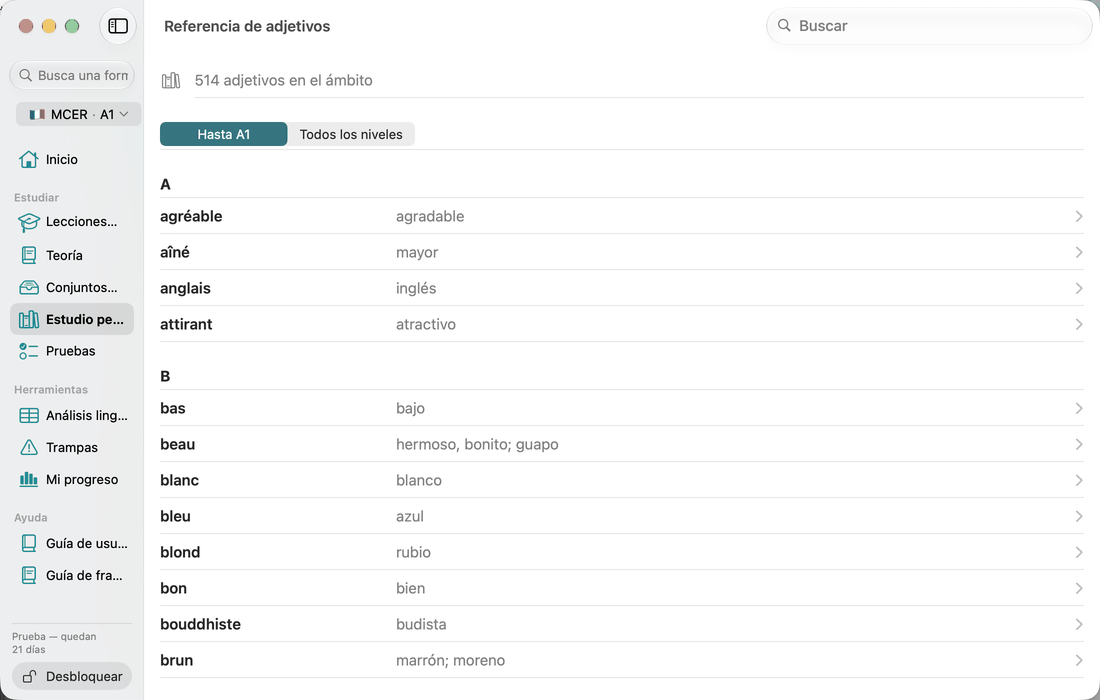 Referencia de adjetivos
Buscar
Busca una forn
MCER · A1
Inicio
Estudiar
Lecciones...
Teoría
Conjuntos...
Estudio pe...
Pruebas
Herramientas
Análisis ling...
Trampas
Mi progreso
Ayuda
Guía de usu...
Guía de fra...
Prueba — quedan
21 días
Desbloquear
514 adjetivos en el ámbito
Hasta A1
Todos los niveles
A
agréable agradable
aîné mayor
anglais inglés
attirant atractivo
B
bas bajo
beau hermoso, bonito; guapo
blanc blanco
bleu azul
blond rubio
bon bien
bouddhiste budista
brun marrón; moreno